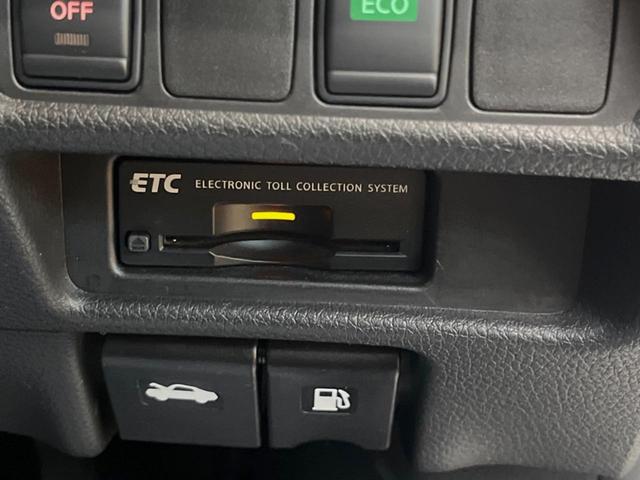 OFF
ECO
ETC ELECTRONIC TOLL COLLECTION SYSTEM